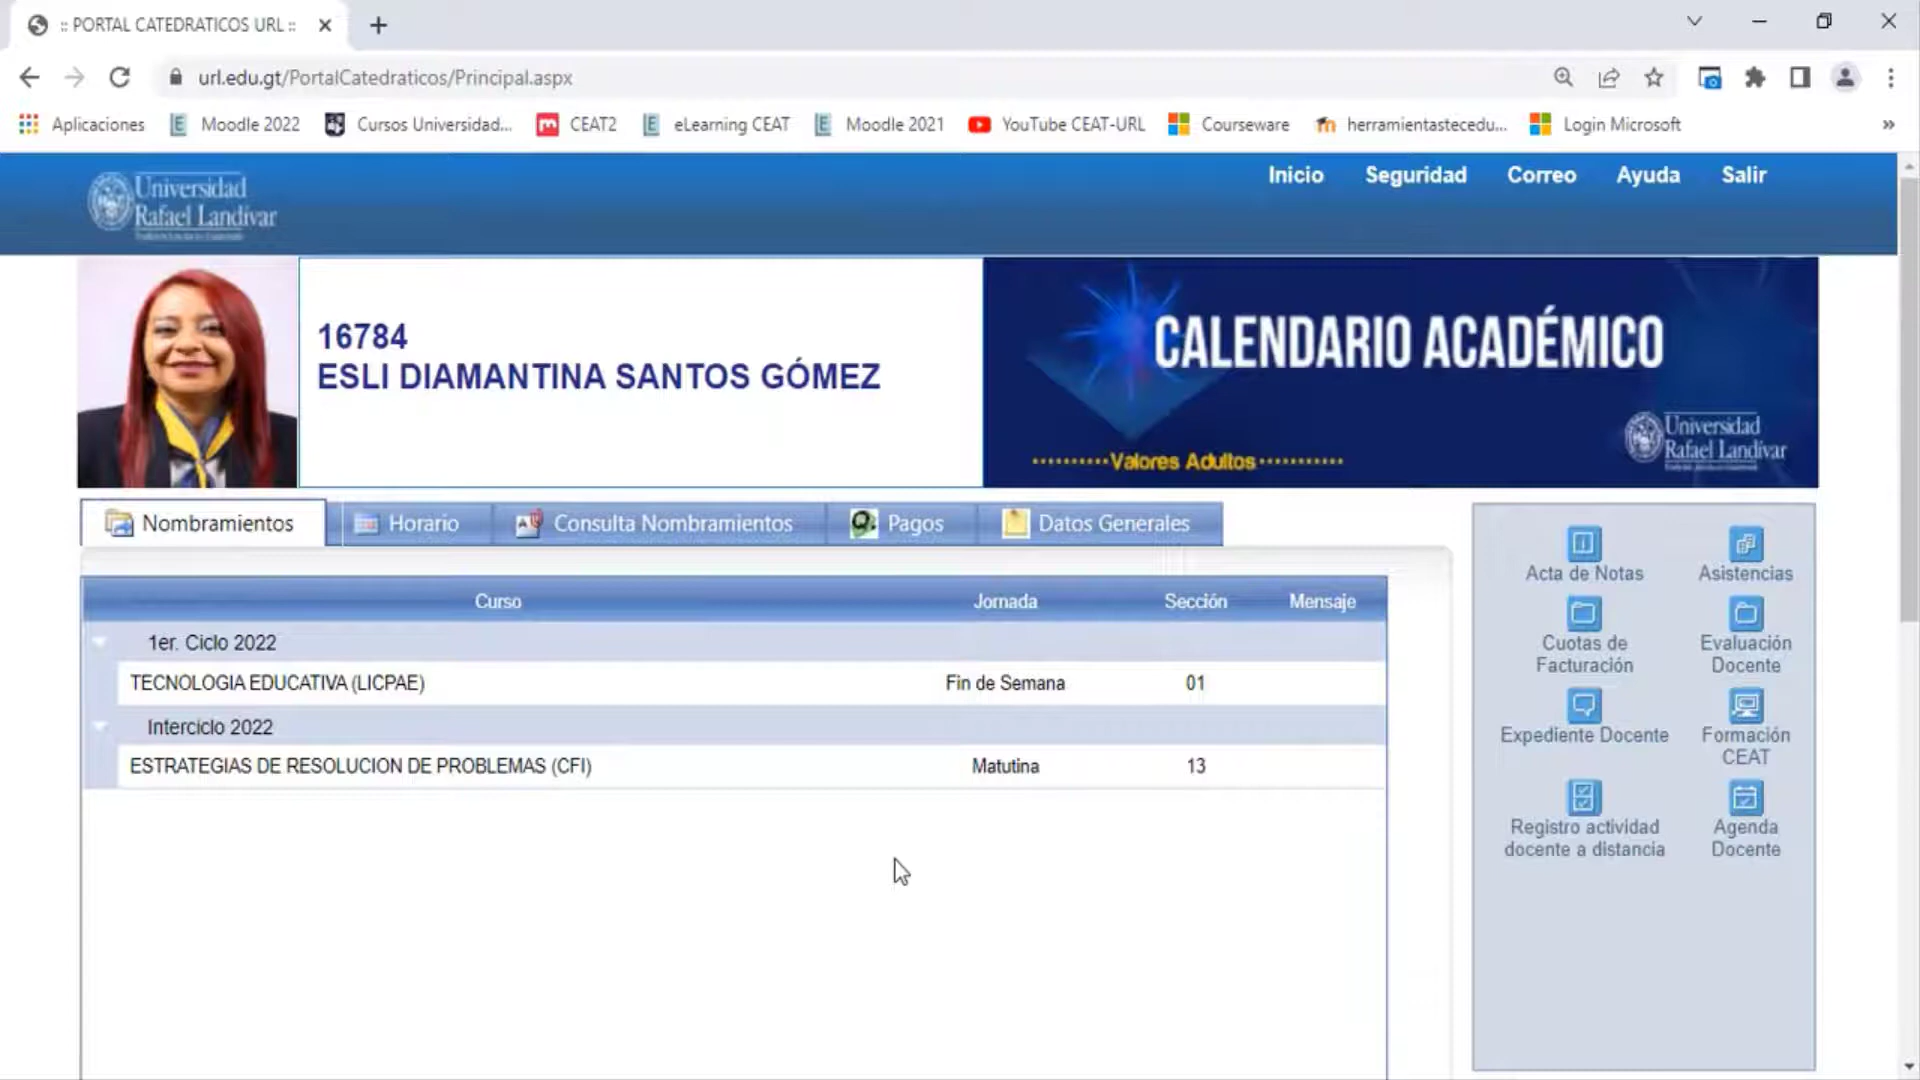 :: PORTAL CATEDRATICOS URL ::
url.edu.gt/PortalCatedraticos/Principal.aspx
Aplicaciones Moodle 2022 Cursos Universidad... CEAT2 eLearning CEAT Moodle 2021 YouTube CEAT-URL Courseware herramientastecedu... Login Microsoft »
Universidad
Rafael Landívar
Inicio Seguridad Correo Ayuda Salir
16784
ESLI DIAMANTINA SANTOS GÓMEZ
CALENDARIO ACADÉMICO
Valores Adultos
Universidad
Rafael Landívar
Nombramientos Horario Consulta Nombramientos Pagos Datos Generales
Curso Jornada Sección Mensaje
1er. Ciclo 2022
TECNOLOGIA EDUCATIVA (LICPAE) Fin de Semana 01
Interciclo 2022
ESTRATEGIAS DE RESOLUCION DE PROBLEMAS (CFI) Matutina 13
Acta de Notas
Asistencias
Cuotas de
Facturación
Evaluación
Docente
Expediente Docente
Formación
CEAT
Registro actividad
docente a distancia
Agenda
Docente